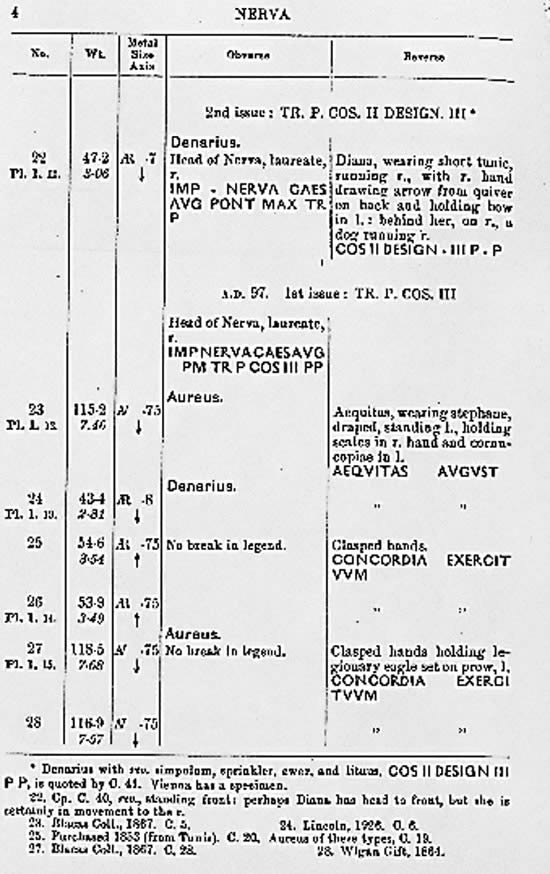 4 NERVA
No. Wt. Metal Size Axis Obverse Reverse
2nd issue: TR. P. COS. II DESIGN. III *
Denarius.
22 47·2 AR ·7 Head of Nerva, laureate, Diana, wearing short tunic,
Pl. 1. 11. 3·06 ↓ r. running r., with r. hand
IMP · NERVA CAES drawing arrow from quiver
AVG PONT MAX TR on back and holding bow
P in l.: behind her, on r., a
dog running r.
COS II DESIGN · III P · P
A.D. 97. 1st issue: TR. P. COS. III
Head of Nerva, laureate,
r.
IMP NERVA CAES AVG
PM TR P COS III PP
Aureus.
23 115·2 N ·75 Aequitas, wearing stephane,
Pl. 1. 12. 7·46 ↓ draped, standing l., holding
scales in r. hand and cornu-
copiae in l.
AEQVITAS AVGVST
Denarius.
24 43·4 AR ·8 " "
Pl. 1. 13. 2·81 ↓
25 54·6 AR ·75 No break in legend. Clasped hands.
3·54 ↑ CONCORDIA EXERCIT
VVM
26 53·9 AR ·75 " "
Pl. 1. 14. 3·49 ↑
Aureus.
27 118·5 N ·75 No break in legend. Clasped hands holding le-
Pl. 1. 15. 7·68 ↓ gionary eagle set on prow, l.
CONCORDIA EXERCI
TVVM
28 116·9 N ·75 " "
7·57 ↓
* Denarius with rev. simpulum, sprinkler, ewer, and lituus, COS II DESIGN III
P P, is quoted by C. 41. Vienna has a specimen.
22. Cp. C. 40, rev., standing front: perhaps Diana has head to front, but she is
certainly in movement to the r.
23. Blacas Coll., 1867. C. 5. 24. Lincoln, 1926. C. 6.
25. Purchased 1853 (from Tunis). C. 20, Aureus of these types, C. 19.
27. Blacas Coll., 1867. C. 28. 28. Wigan Gift, 1864.